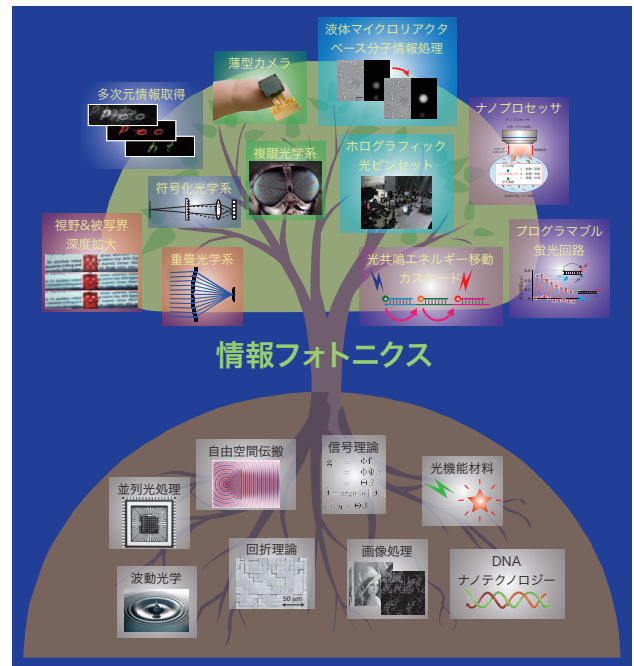 液体マイクロリアクタ
ベース分子情報処理
薄型カメラ
多次元情報取得
ナノプロセッサ
複眼光学系
ホログラフィック
光ピンセット
符号化光学系
視野&被写界
深度拡大
重畳光学系
光共鳴エネルギー移動
カスケード
プログラマブル
蛍光回路
情報フォトニクス
自由空間伝搬
信号理論
光機能材料
並列光処理
回折理論
画像処理
DNA
ナノテクノロジー
波動光学
50 μm